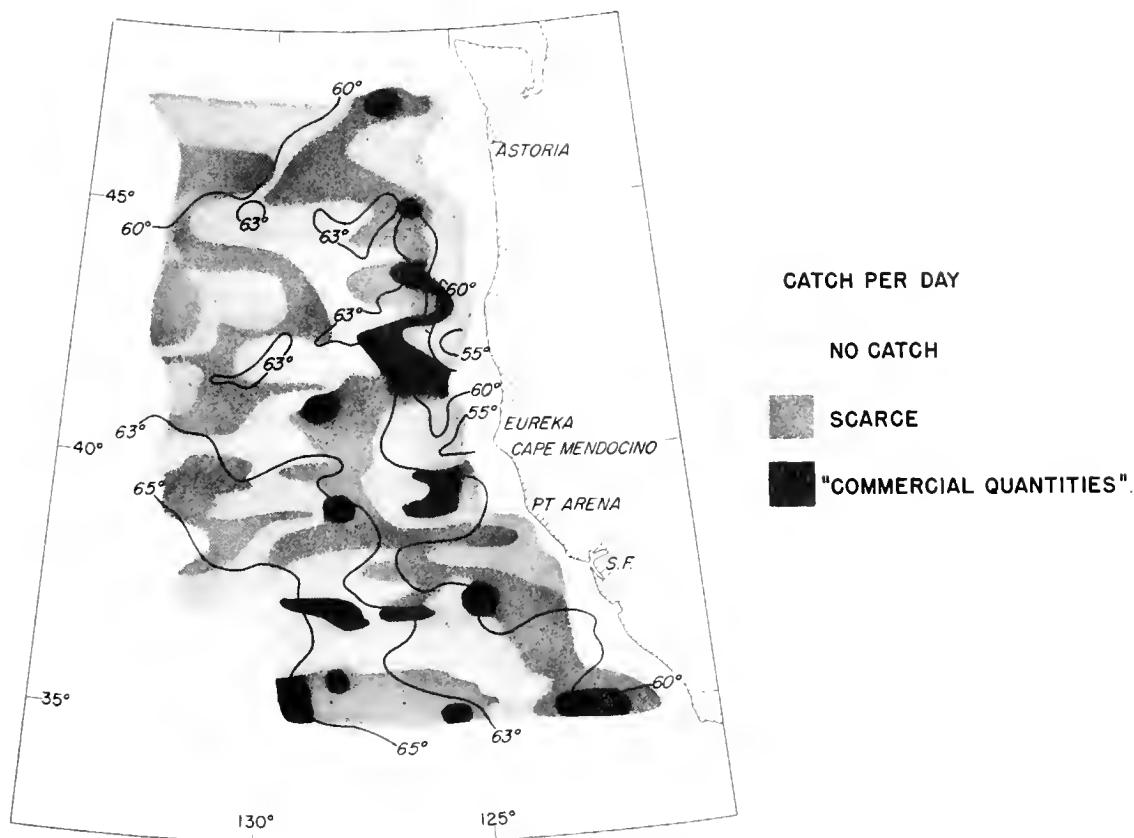 60°
ASTORIA
45°
60°
63°
63°
60°
63°
55°
63°
60°
55°
63°
EUREKA
40°
CAPE MENDOCINO
65°
PT ARENA
S.F.
35°
60°
63°
65°
130°
125°
CATCH PER DAY
NO CATCH
SCARCE
"COMMERCIAL QUANTITIES".